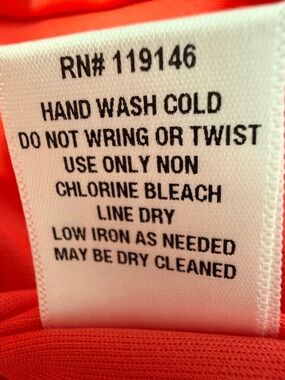 RN# 119146
HAND WASH COLD
DO NOT WRING OR TWIST
USE ONLY NON
CHLORINE BLEACH
LINE DRY
LOW IRON AS NEEDED
MAY BE DRY CLEANED